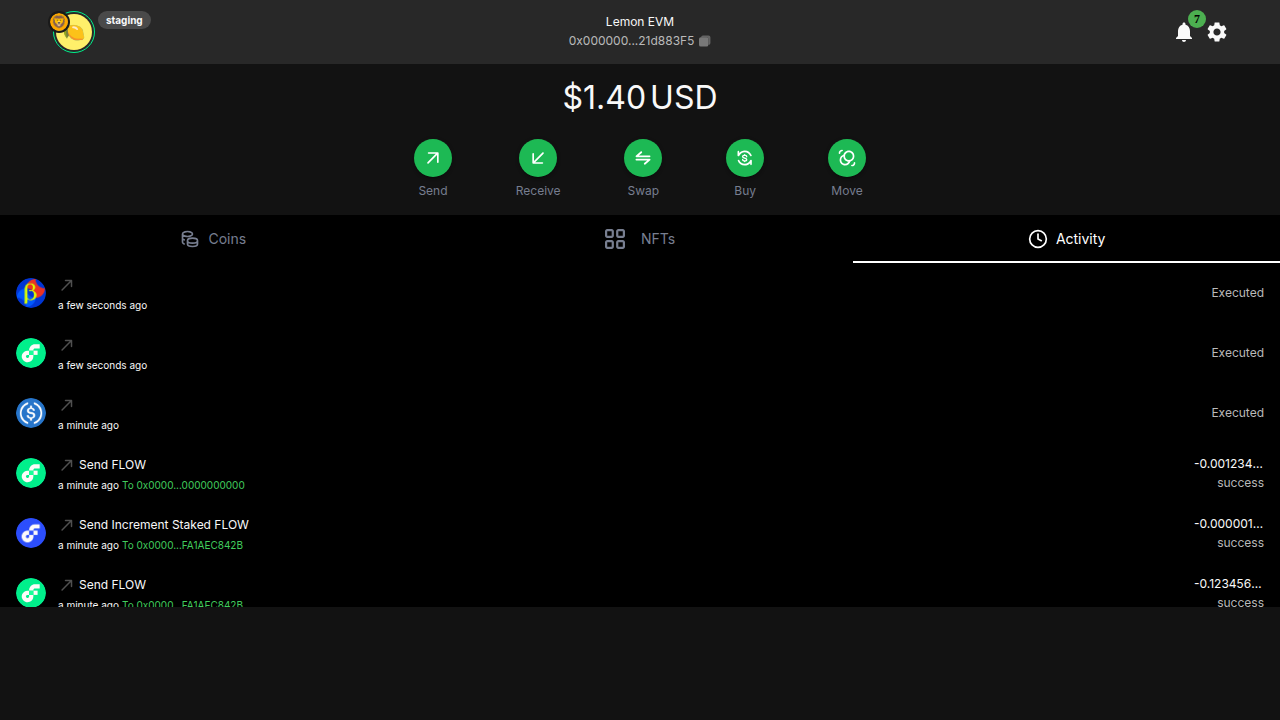 staging
Lemon EVM
0x000000...21d883F5
7
$1.40 USD
Send
Receive
Swap
Buy
Move
Coins
NFTs
Activity
a few seconds ago
Executed
a few seconds ago
Executed
a minute ago
Executed
Send FLOW
-0.001234...
a minute ago To 0x0000...0000000000
success
Send Increment Staked FLOW
-0.000001...
a minute ago To 0x0000...FA1AEC842B
success
Send FLOW
-0.123456...
a minute ago To 0x0000...FA1AEC842B
success